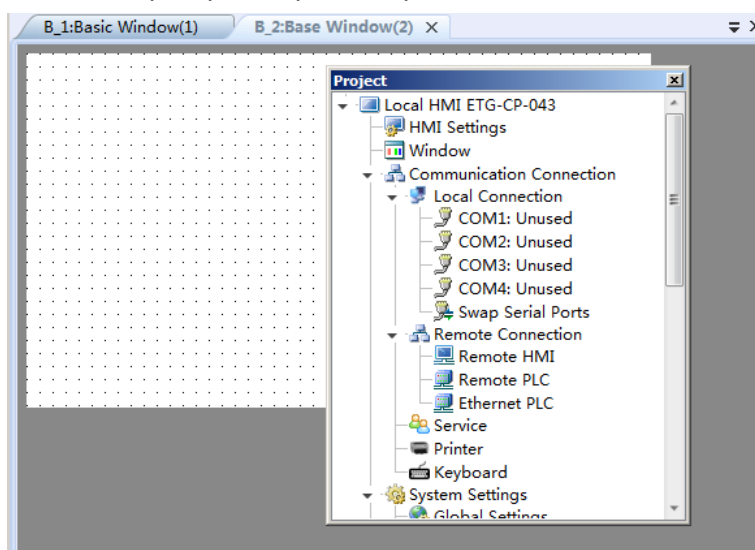 B_1:Basic Window(1)
B_2:Base Window(2)
Project
Local HMI ETG-CP-043
HMI Settings
Window
Communication Connection
Local Connection
COM1: Unused
COM2: Unused
COM3: Unused
COM4: Unused
Swap Serial Ports
Remote Connection
Remote HMI
Remote PLC
Ethernet PLC
Service
Printer
Keyboard
System Settings
Global Settings